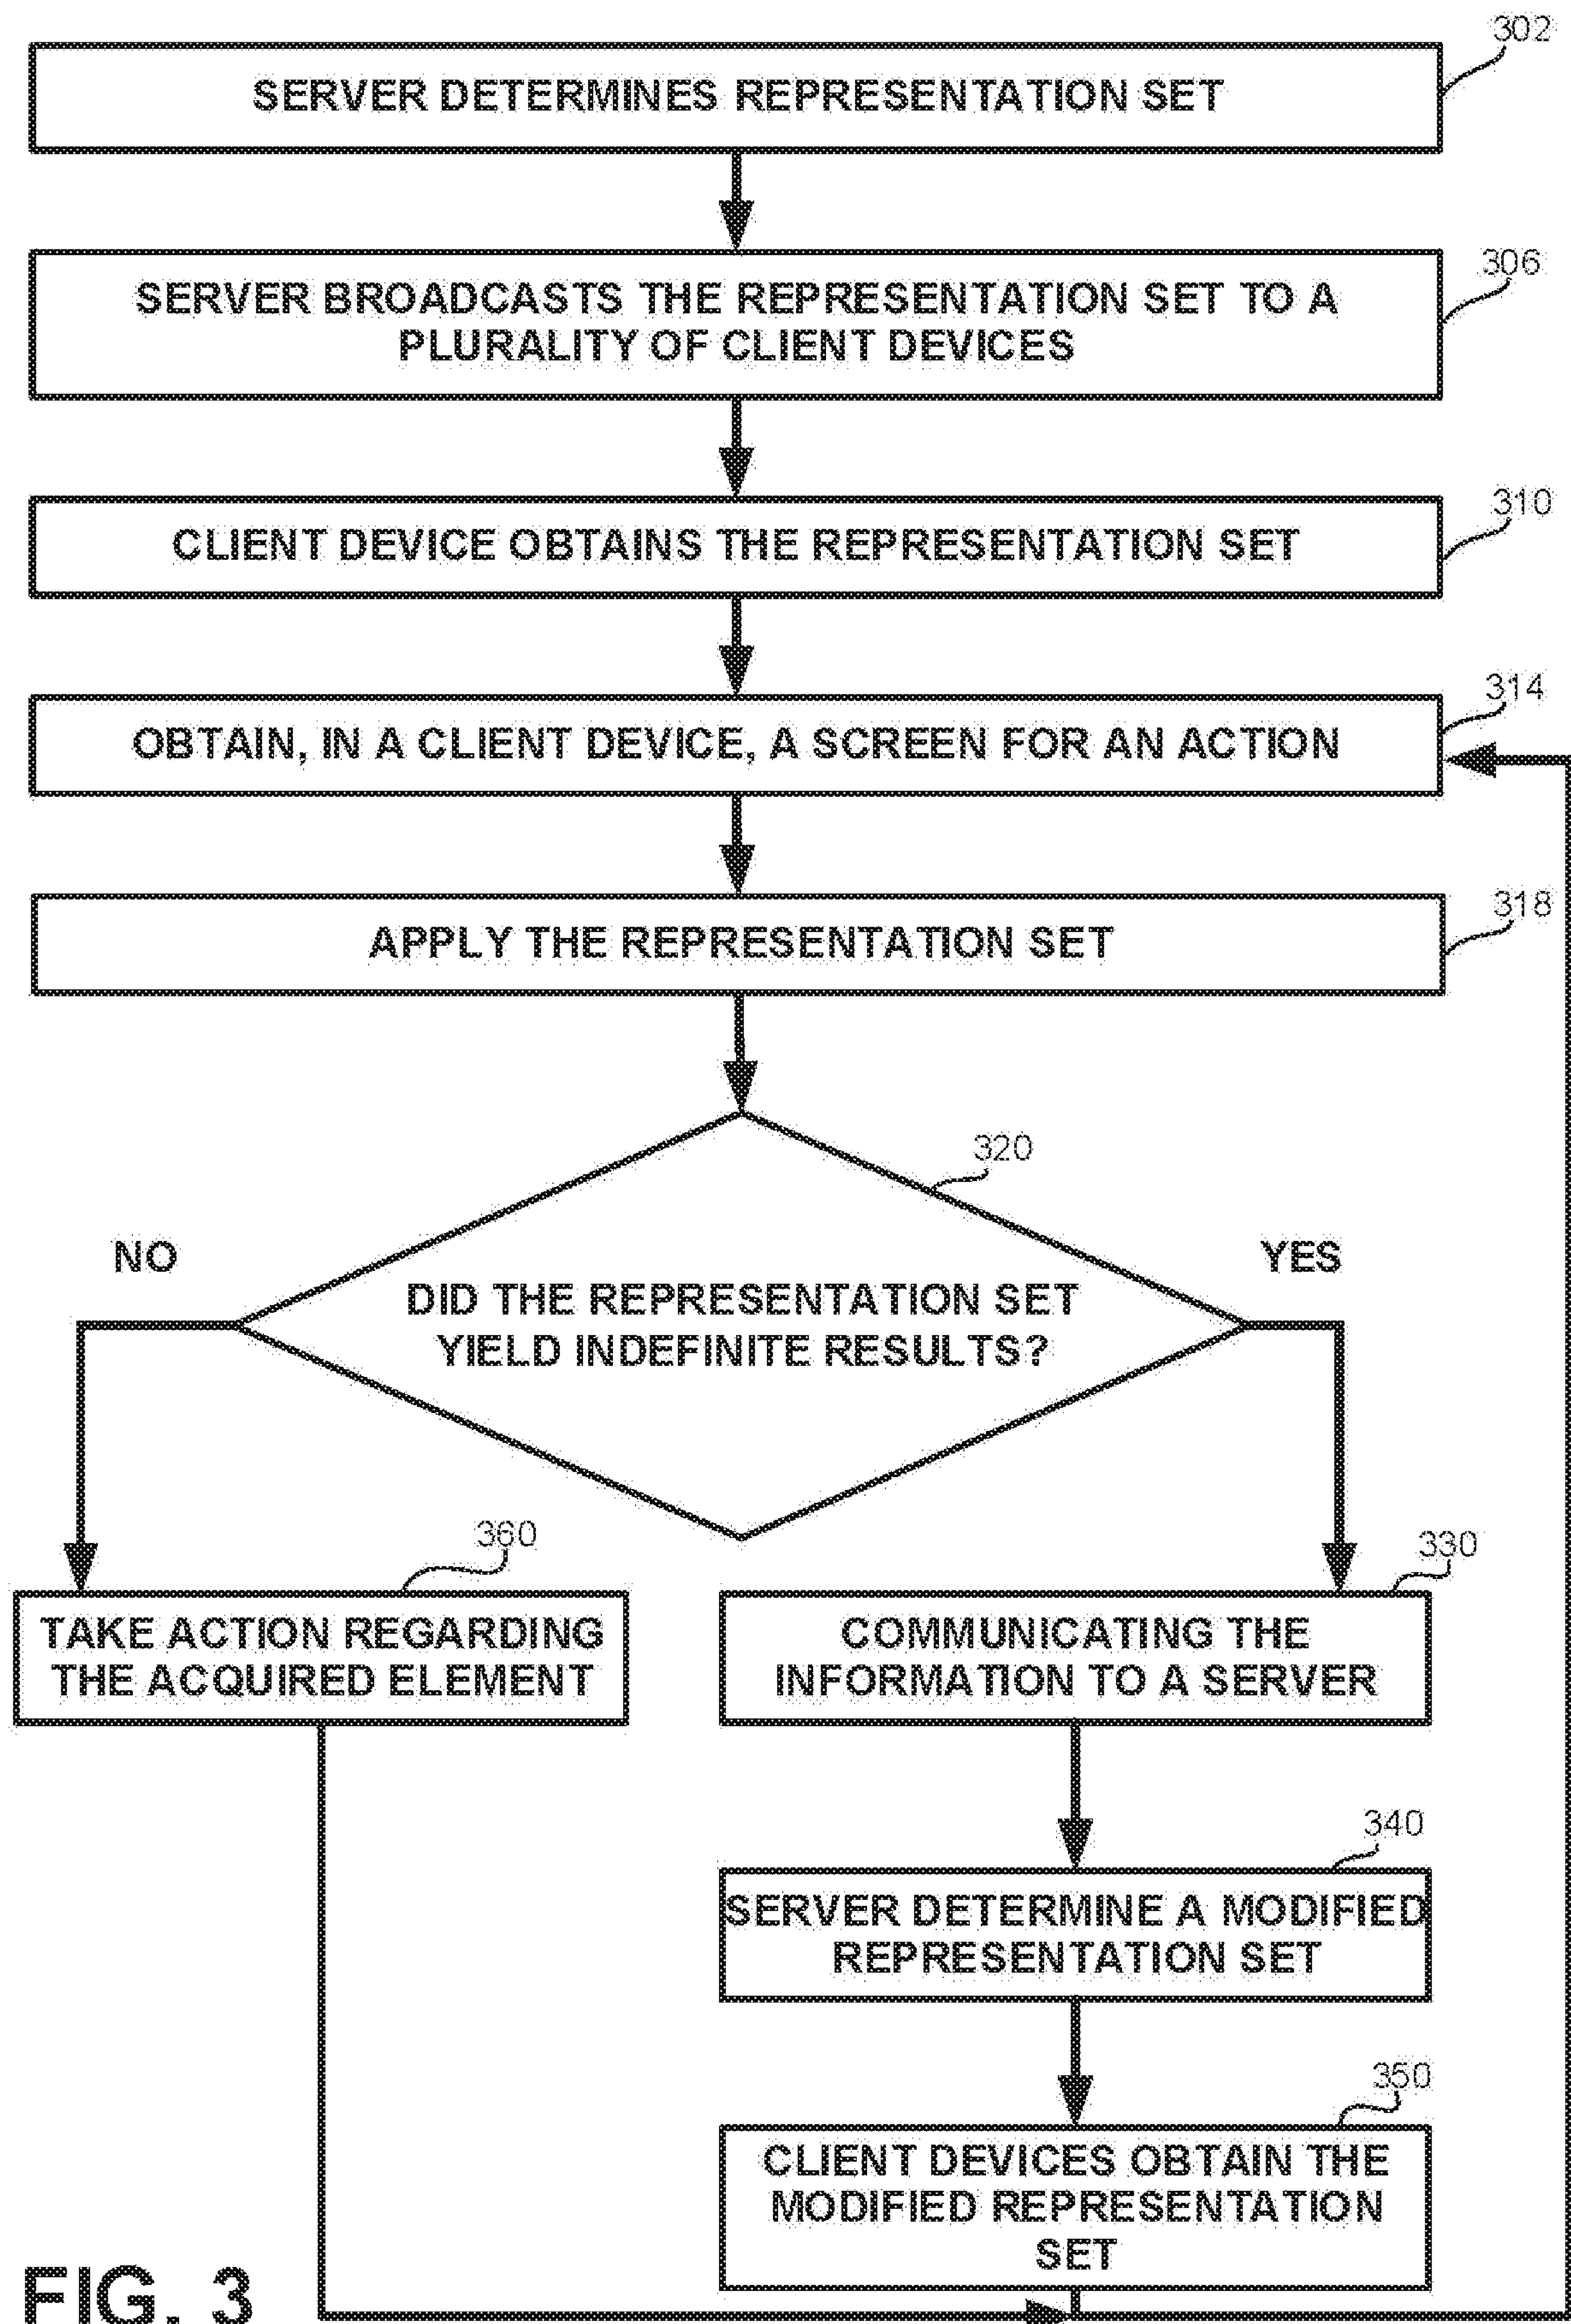 302
SERVER DETERMINES REPRESENTATION SET
306
SERVER BROADCASTS THE REPRESENTATION SET TO A
PLURALITY OF CLIENT DEVICES
310
CLIENT DEVICE OBTAINS THE REPRESENTATION SET
314
OBTAIN, IN A CLIENT DEVICE, A SCREEN FOR AN ACTION
318
APPLY THE REPRESENTATION SET
320
NO
YES
DID THE REPRESENTATION SET
YIELD INDEFINITE RESULTS?
360
TAKE ACTION REGARDING
THE ACQUIRED ELEMENT
330
COMMUNICATING THE
INFORMATION TO A SERVER
340
SERVER DETERMINE A MODIFIED
REPRESENTATION SET
350
CLIENT DEVICES OBTAIN THE
MODIFIED REPRESENTATION
SET
FIG. 3